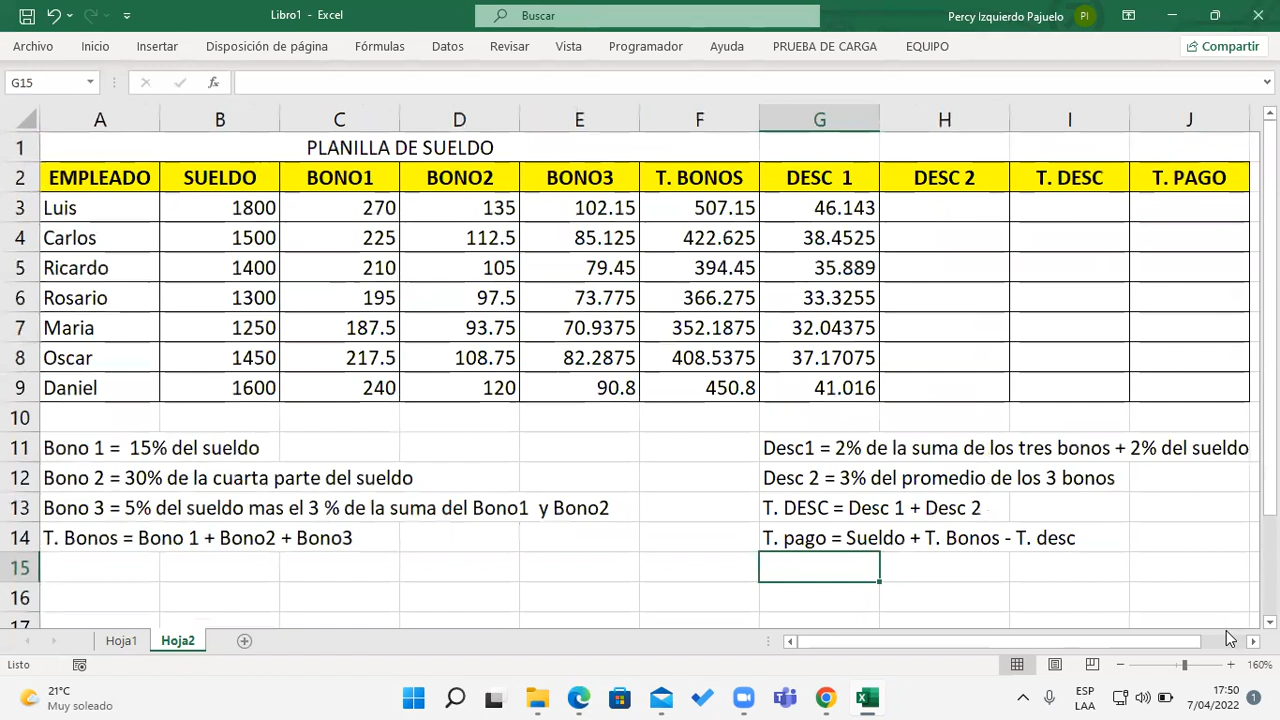 Libro1 - Excel
Buscar
Percy Izquierdo Pajuelo
PI
Archivo Inicio Insertar Disposición de página Fórmulas Datos Revisar Vista Programador Ayuda PRUEBA DE CARGA EQUIPO Compartir
G15 fx
A B C D E F G H I J
1 PLANILLA DE SUELDO
2 EMPLEADO SUELDO BONO1 BONO2 BONO3 T. BONOS DESC 1 DESC 2 T. DESC T. PAGO
3 Luis 1800 270 135 102.15 507.15 46.143
4 Carlos 1500 225 112.5 85.125 422.625 38.4525
5 Ricardo 1400 210 105 79.45 394.45 35.889
6 Rosario 1300 195 97.5 73.775 366.275 33.3255
7 Maria 1250 187.5 93.75 70.9375 352.1875 32.04375
8 Oscar 1450 217.5 108.75 82.2875 408.5375 37.17075
9 Daniel 1600 240 120 90.8 450.8 41.016
10
11 Bono 1 = 15% del sueldo Desc1 = 2% de la suma de los tres bonos + 2% del sueldo
12 Bono 2 = 30% de la cuarta parte del sueldo Desc 2 = 3% del promedio de los 3 bonos
13 Bono 3 = 5% del sueldo mas el 3 % de la suma del Bono1 y Bono2 T. DESC = Desc 1 + Desc 2
14 T. Bonos = Bono 1 + Bono2 + Bono3 T. pago = Sueldo + T. Bonos - T. desc
15
16
17
Hoja1 Hoja2
Listo 160%
21°C
Muy soleado
ESP
LAA
17:50
7/04/2022
1